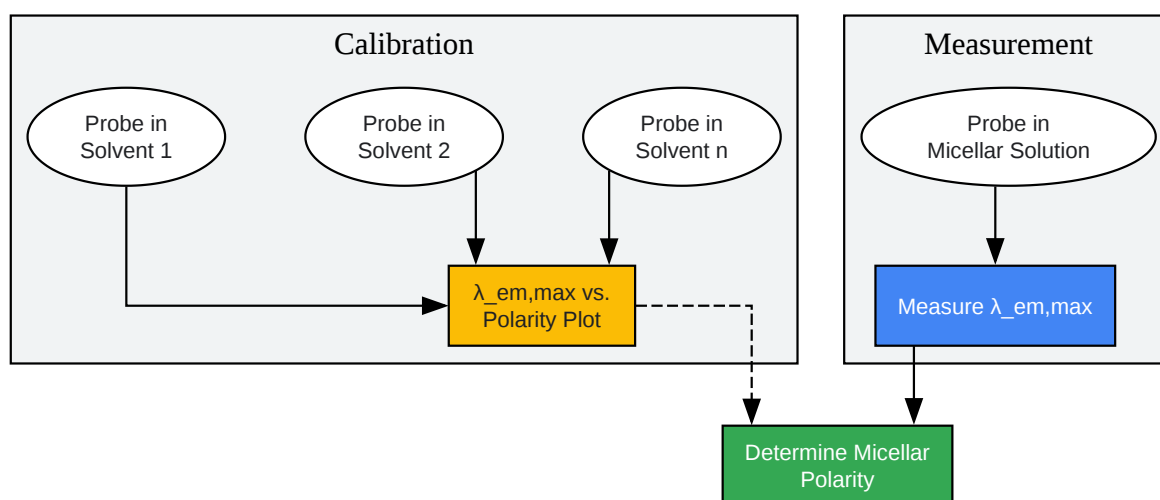 Calibration
Probe in
Solvent 1
Probe in
Solvent 2
Probe in
Solvent n
λ_em,max vs.
Polarity Plot
Measurement
Probe in
Micellar Solution
Measure λ_em,max
Determine Micellar
Polarity